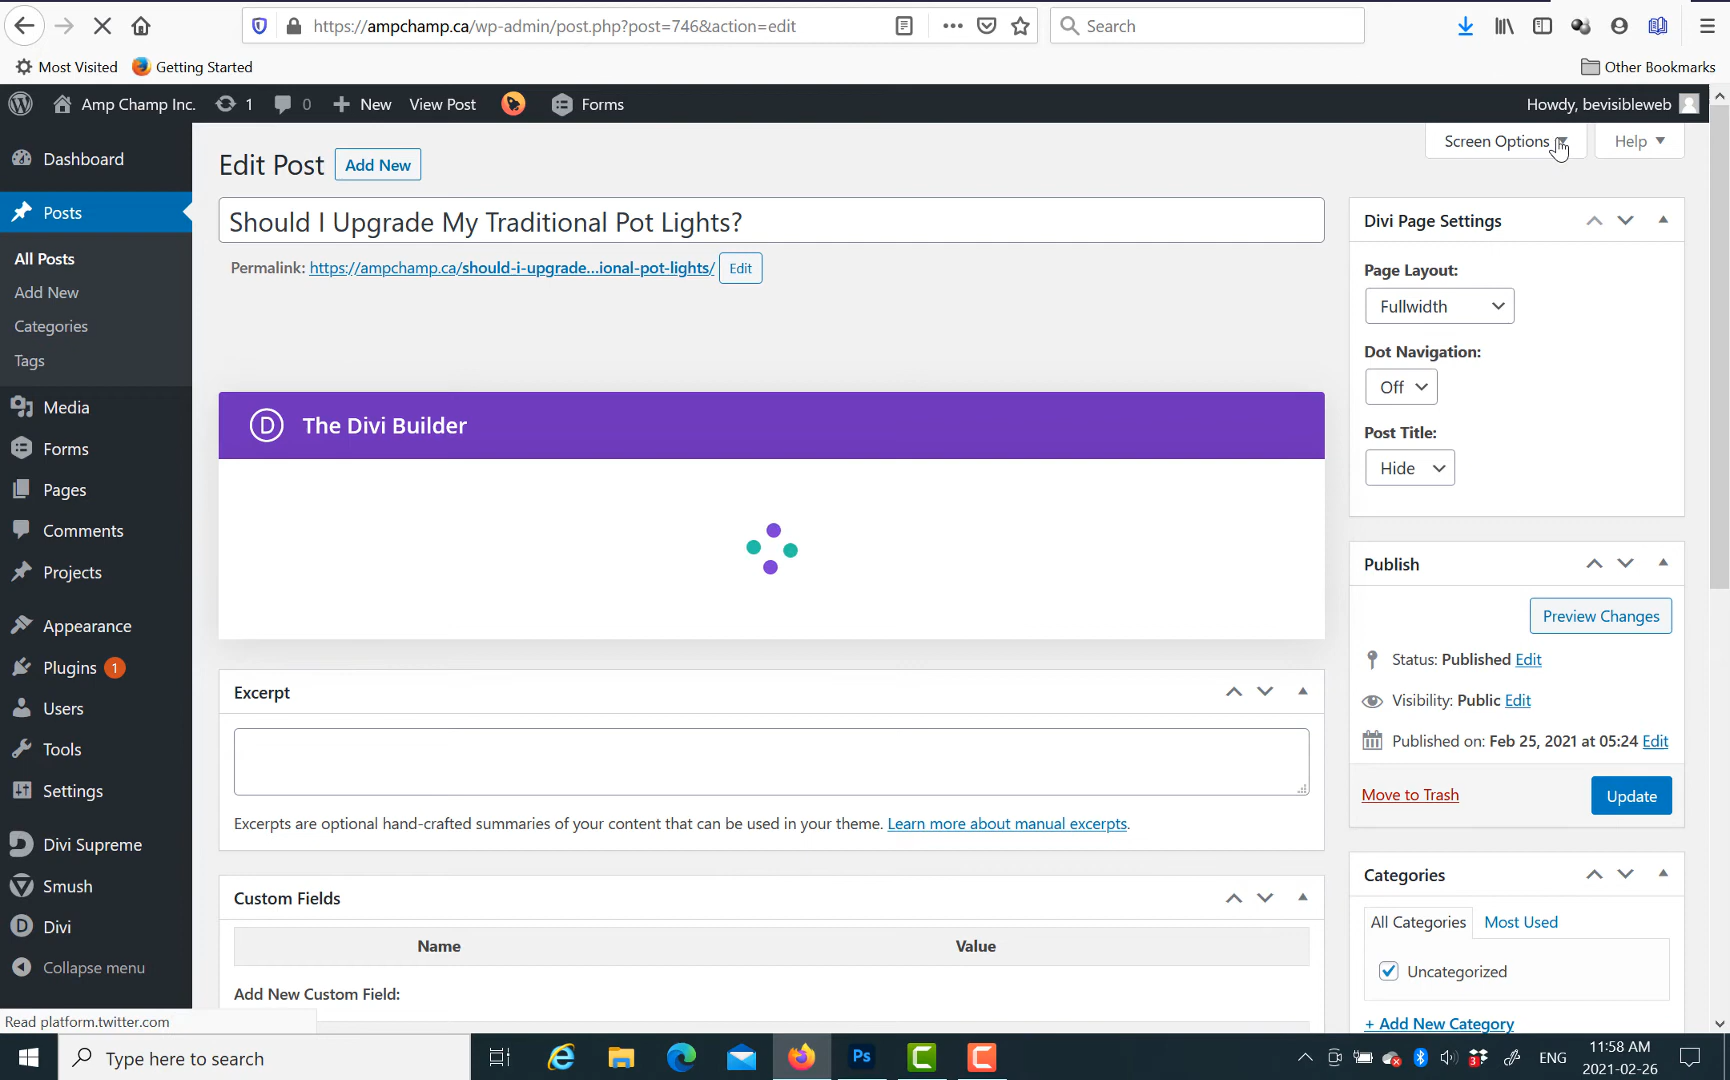 https://ampchamp.ca/wp-admin/post.php?post=746&action=edit
Search
Most Visited
Getting Started
Other Bookmarks
Amp Champ Inc.
1
0
New
View Post
Forms
Howdy, bevisibleweb
Dashboard
Posts
All Posts
Add New
Categories
Tags
Media
Forms
Pages
Comments
Projects
Appearance
Plugins 1
Users
Tools
Settings
Divi Supreme
Smush
Divi
Collapse menu
Read platform.twitter.com
Screen Options
Help
Edit Post
Add New
Should I Upgrade My Traditional Pot Lights?
Permalink: https://ampchamp.ca/should-i-upgrade...ional-pot-lights/
Edit
D
The Divi Builder
Excerpt
Excerpts are optional hand-crafted summaries of your content that can be used in your theme. Learn more about manual excerpts.
Custom Fields
Name
Value
Add New Custom Field:
Divi Page Settings
Page Layout:
Fullwidth
Dot Navigation:
Off
Post Title:
Hide
Publish
Preview Changes
Status: Published Edit
Visibility: Public Edit
Published on: Feb 25, 2021 at 05:24 Edit
Move to Trash
Update
Categories
All Categories
Most Used
Uncategorized
+ Add New Category
Type here to search
Ps
ENG
11:58 AM
2021-02-26